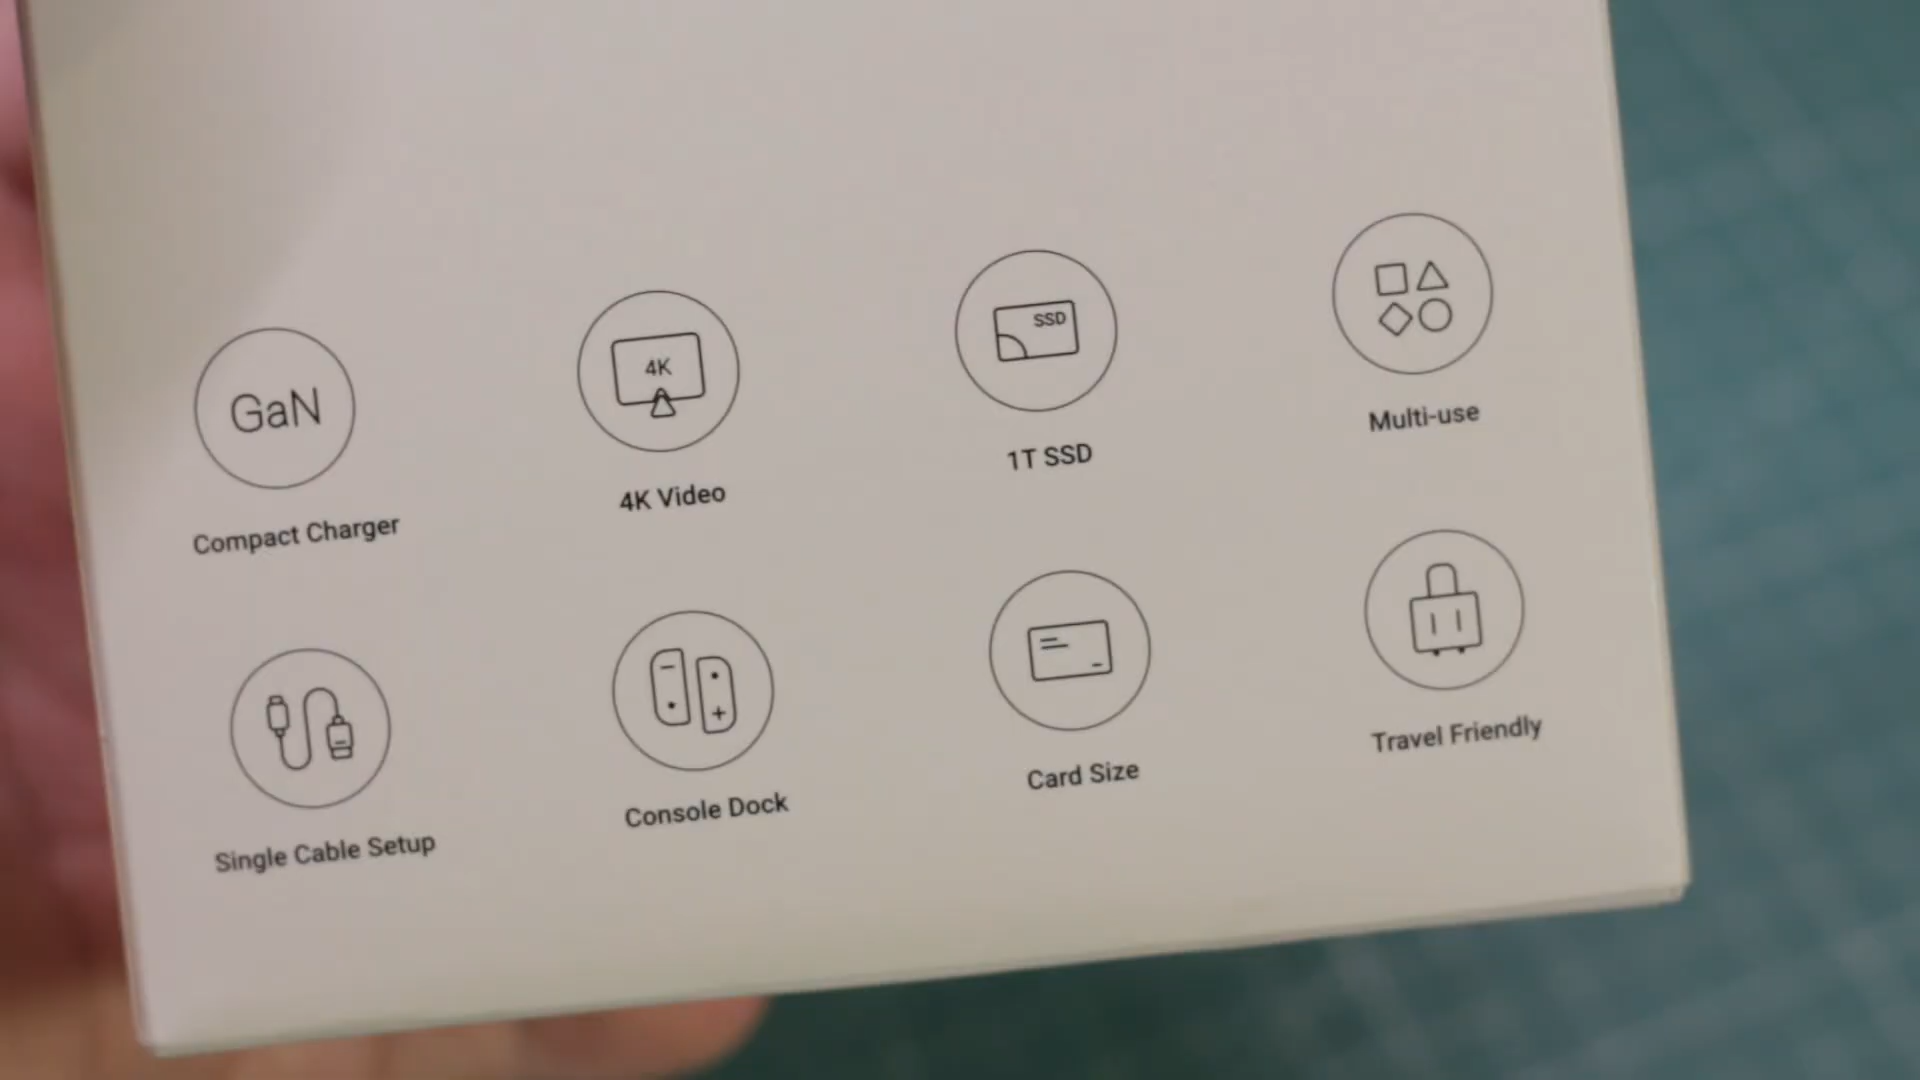 GaN
4K
SSD
Compact Charger
4K Video
1T SSD
Multi-use
Single Cable Setup
Console Dock
Card Size
Travel Friendly